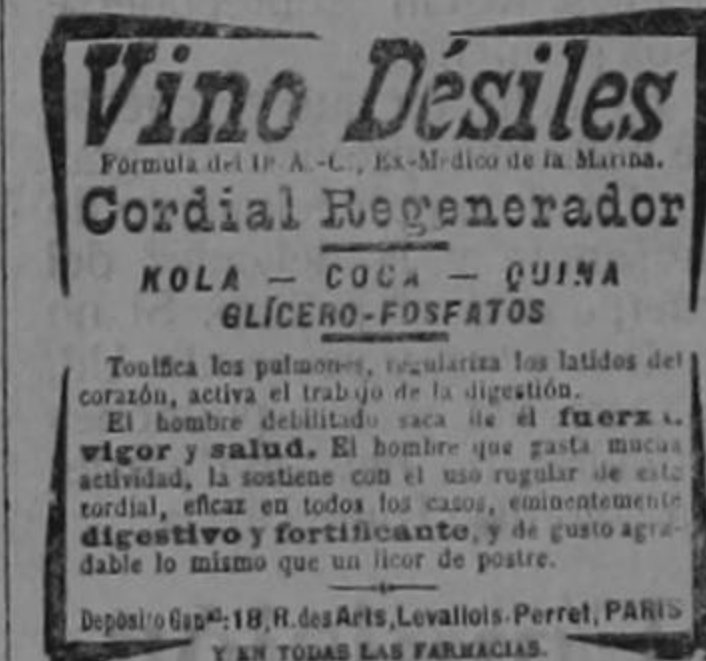 Vino Désiles
Fórmula del Dr A.-C., Ex-Médico de la Marina.
Cordial Regenerador
KOLA — COCA — QUINA
GLÍCERO-FOSFATOS
Tonifica los pulmones, regulariza los latidos del
corazón, activa el trabajo de la digestión.
El hombre debilitado saca de él fuerza,
vigor y salud. El hombre que gasta mucha
actividad, la sostiene con el uso rugular de este
cordial, eficaz en todos los casos, eminentemente
digestivo y fortificante, y de gusto agra-
dable lo mismo que un licor de postre.
Depósito Genal: 18, R. des Arts, Levallois-Perret, PARIS
Y EN TODAS LAS FARMACIAS.